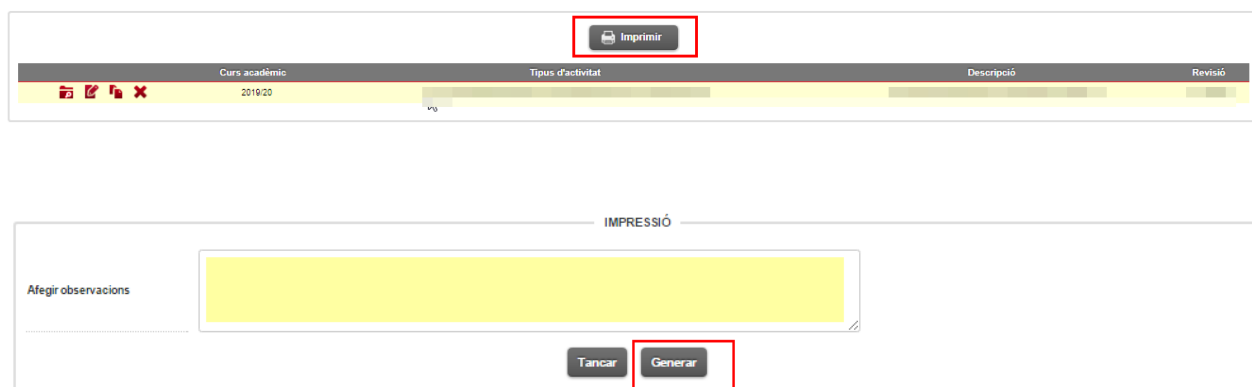 Imprimir
Curs acadèmic Tipus d'activitat Descripció Revisió
2019/20
IMPRESSIÓ
Afegir observacions
Tancar Generar